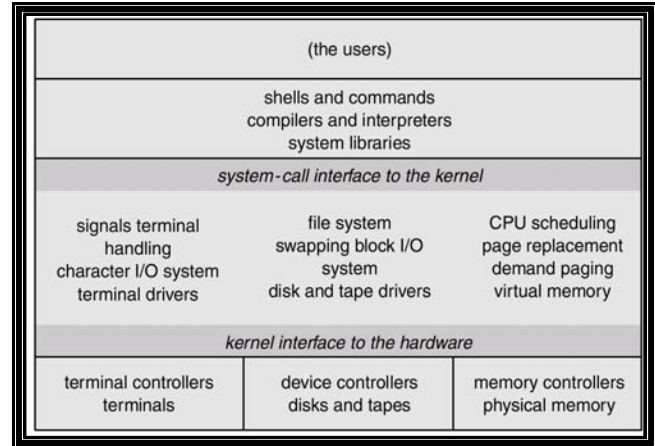 (the users)
shells and commands
compilers and interpreters
system libraries
system-call interface to the kernel
signals terminal
handling
character I/O system
terminal drivers
file system
swapping block I/O
system
disk and tape drivers
CPU scheduling
page replacement
demand paging
virtual memory
kernel interface to the hardware
terminal controllers
terminals
device controllers
disks and tapes
memory controllers
physical memory